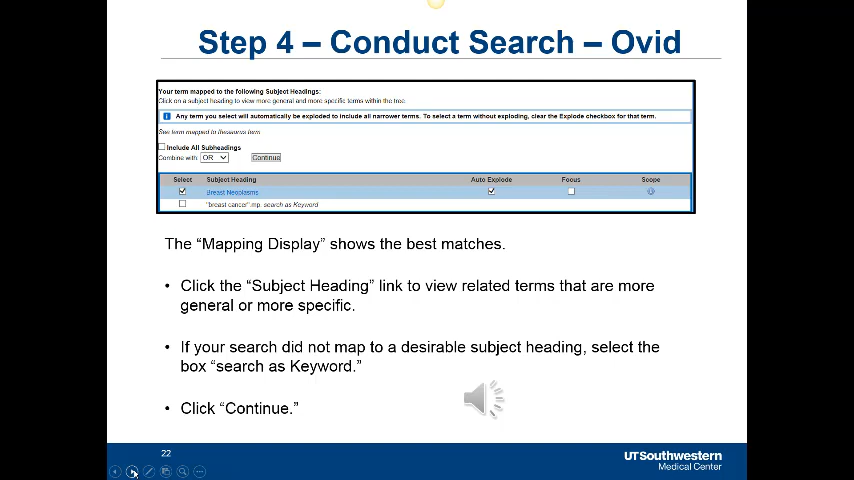 Step 4 – Conduct Search – Ovid
Your term mapped to the following Subject Headings:
Click on a subject heading to view more general and more specific terms within the tree.
Any term you select will automatically be exploded to include all narrower terms. To select a term without exploding, clear the Explode checkbox for that term.
See term mapped to thesaurus term
Include All Subheadings
Combine with: OR Continue
Select Subject Heading Auto Explode Focus Scope
Breast Neoplasms
"breast cancer".mp. search as Keyword
The “Mapping Display” shows the best matches.
• Click the “Subject Heading” link to view related terms that are more
general or more specific.
• If your search did not map to a desirable subject heading, select the
box “search as Keyword.”
• Click “Continue.”
22
UTSouthwestern
Medical Center